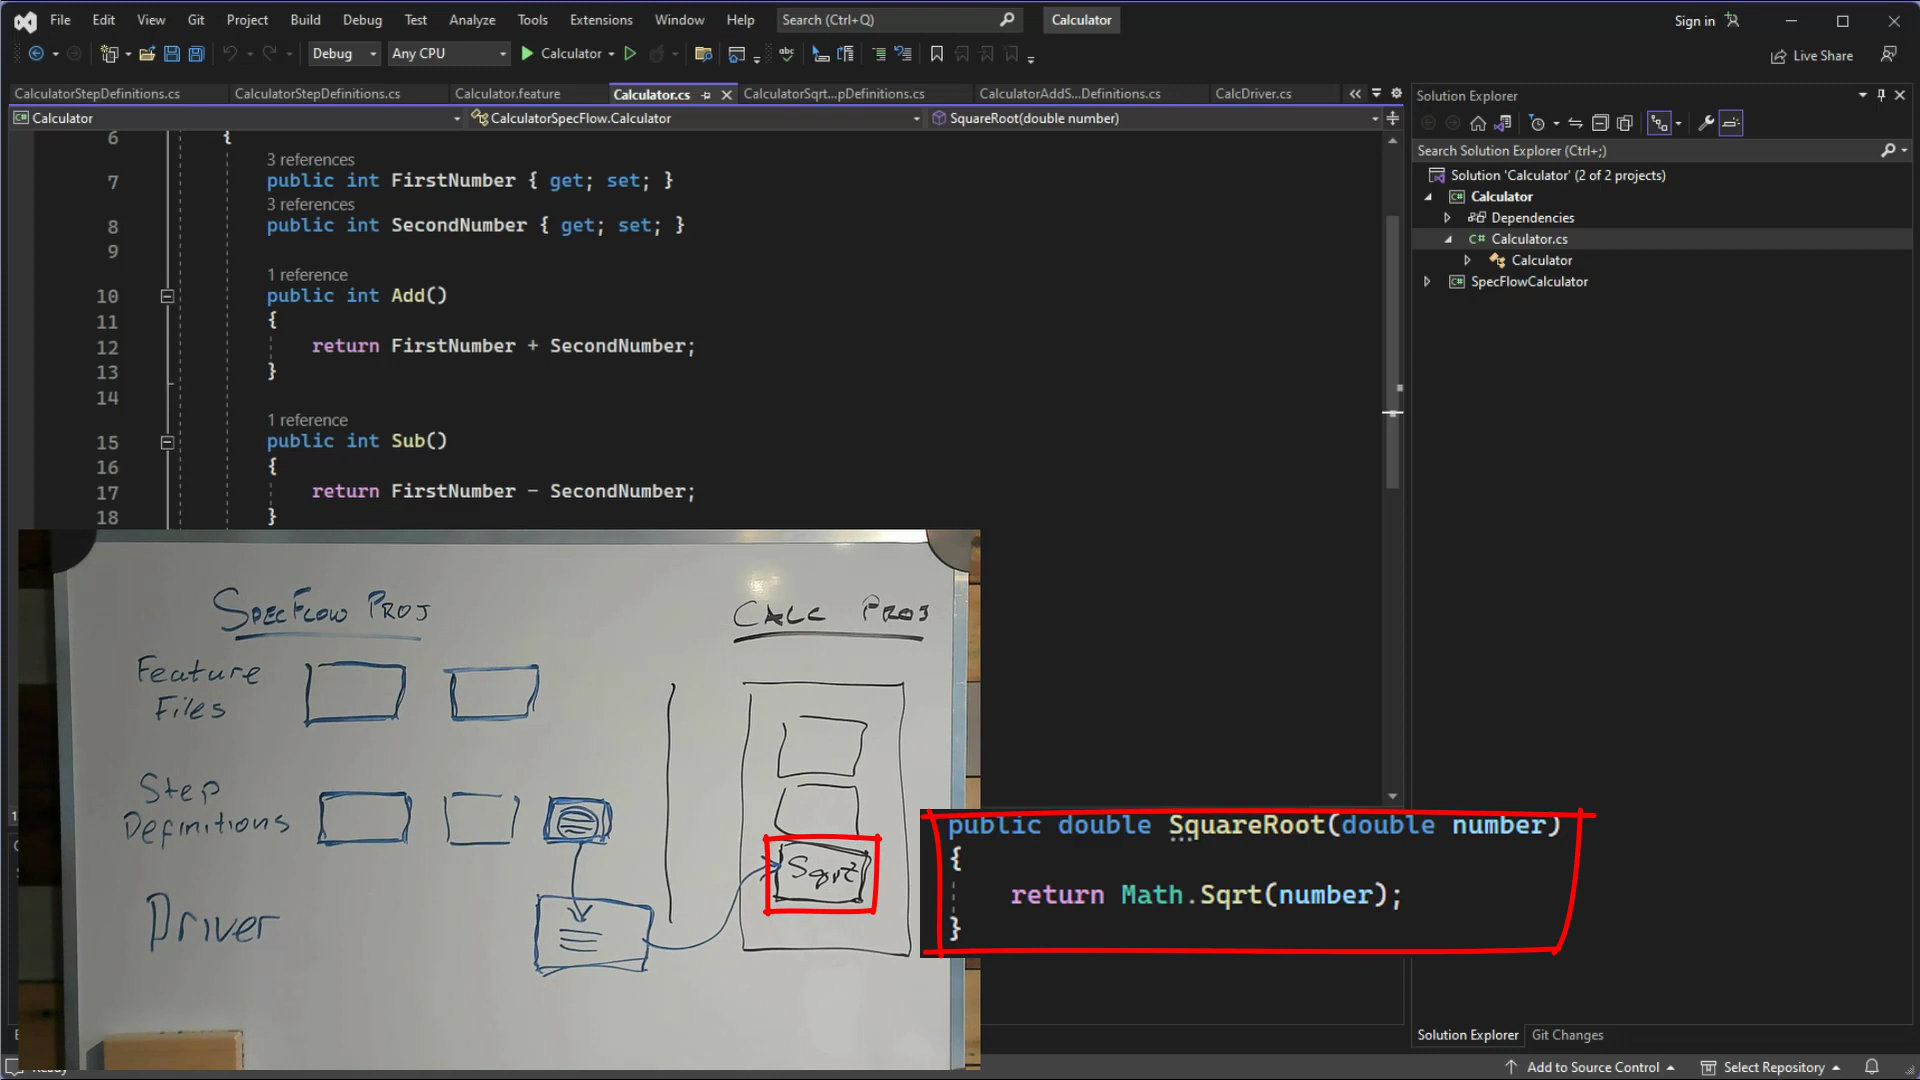 File Edit View Git Project Build Debug Test Analyze Tools Extensions Window Help Search (Ctrl+Q) Calculator Sign in
Debug Any CPU Calculator Live Share
CalculatorStepDefinitions.cs CalculatorStepDefinitions.cs Calculator.feature Calculator.cs CalculatorSqrt...pDefinitions.cs CalculatorAddS...Definitions.cs CalcDriver.cs
Calculator CalculatorSpecFlow.Calculator SquareRoot(double number)
6 {
3 references
7 public int FirstNumber { get; set; }
3 references
8 public int SecondNumber { get; set; }
9
1 reference
10 public int Add()
11 {
12 return FirstNumber + SecondNumber;
13 }
14
1 reference
15 public int Sub()
16 {
17 return FirstNumber - SecondNumber;
18 }
Solution Explorer
Search Solution Explorer (Ctrl+;)
Solution 'Calculator' (2 of 2 projects)
Calculator
Dependencies
C# Calculator.cs
Calculator
SpecFlowCalculator
SpecFlow Proj
Calc Proj
Feature
Files
Step
Definitions
Driver
Sqrt
public double SquareRoot(double number)
{
return Math.Sqrt(number);
}
Solution Explorer Git Changes
Add to Source Control Select Repository